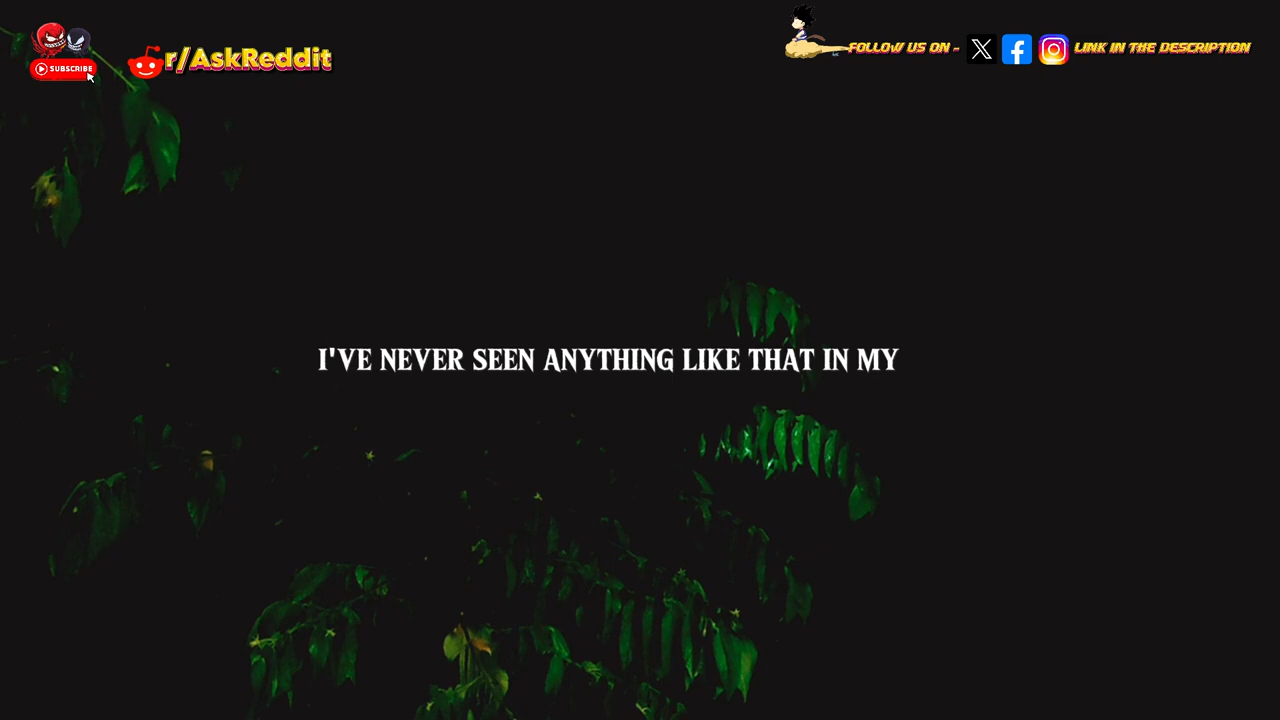 SUBSCRIBE
r/AskReddit
FOLLOW US ON -
LINK IN THE DESCRIPTION
I'VE NEVER SEEN ANYTHING LIKE THAT IN MY